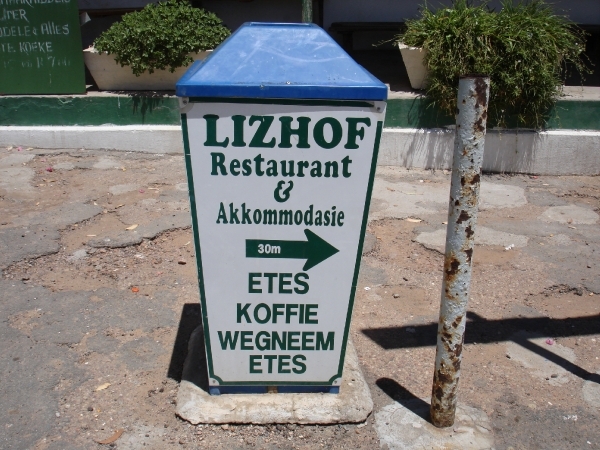 LIZHOF
Restaurant
&
Akkommodasie
30m
ETES
KOFFIE
WEGNEEM
ETES